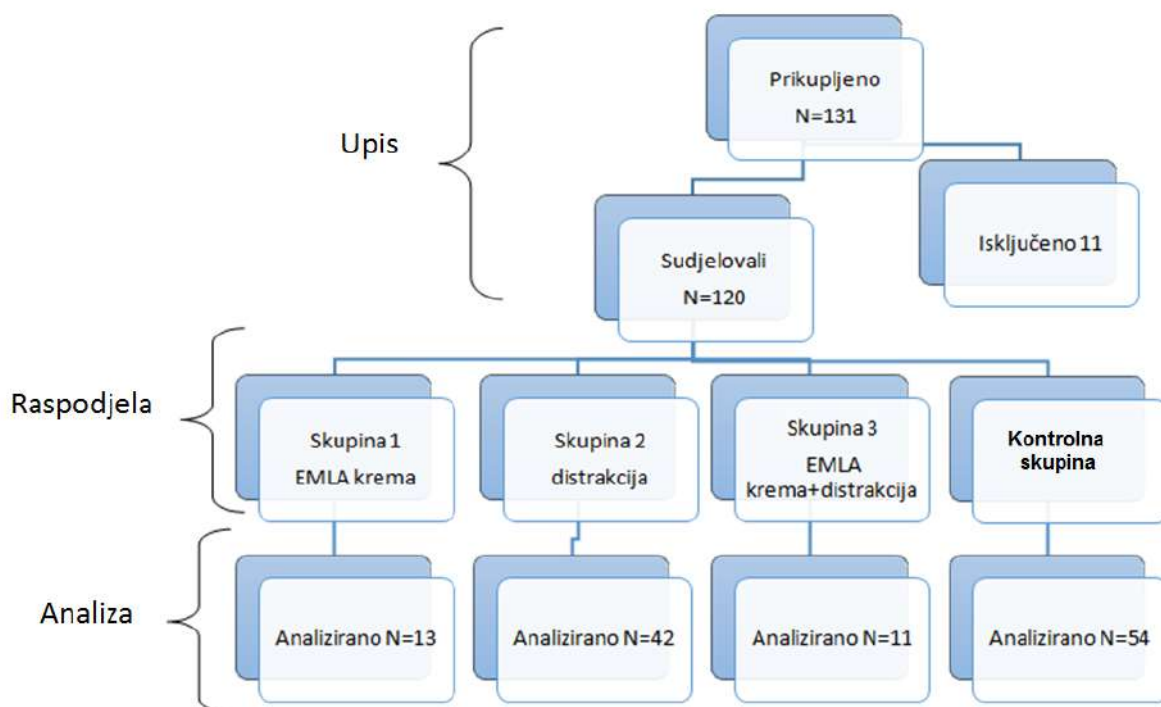 Upis
Prikupljeno
N=131
Isključeno 11
Sudjelovali
N=120
Raspodjela
Skupina 1
EMLA krema
Skupina 2
distrakcija
Skupina 3
EMLA
krema+distrakcija
Kontrolna
skupina
Analiza
Analizirano N=13
Analizirano N=42
Analizirano N=11
Analizirano N=54